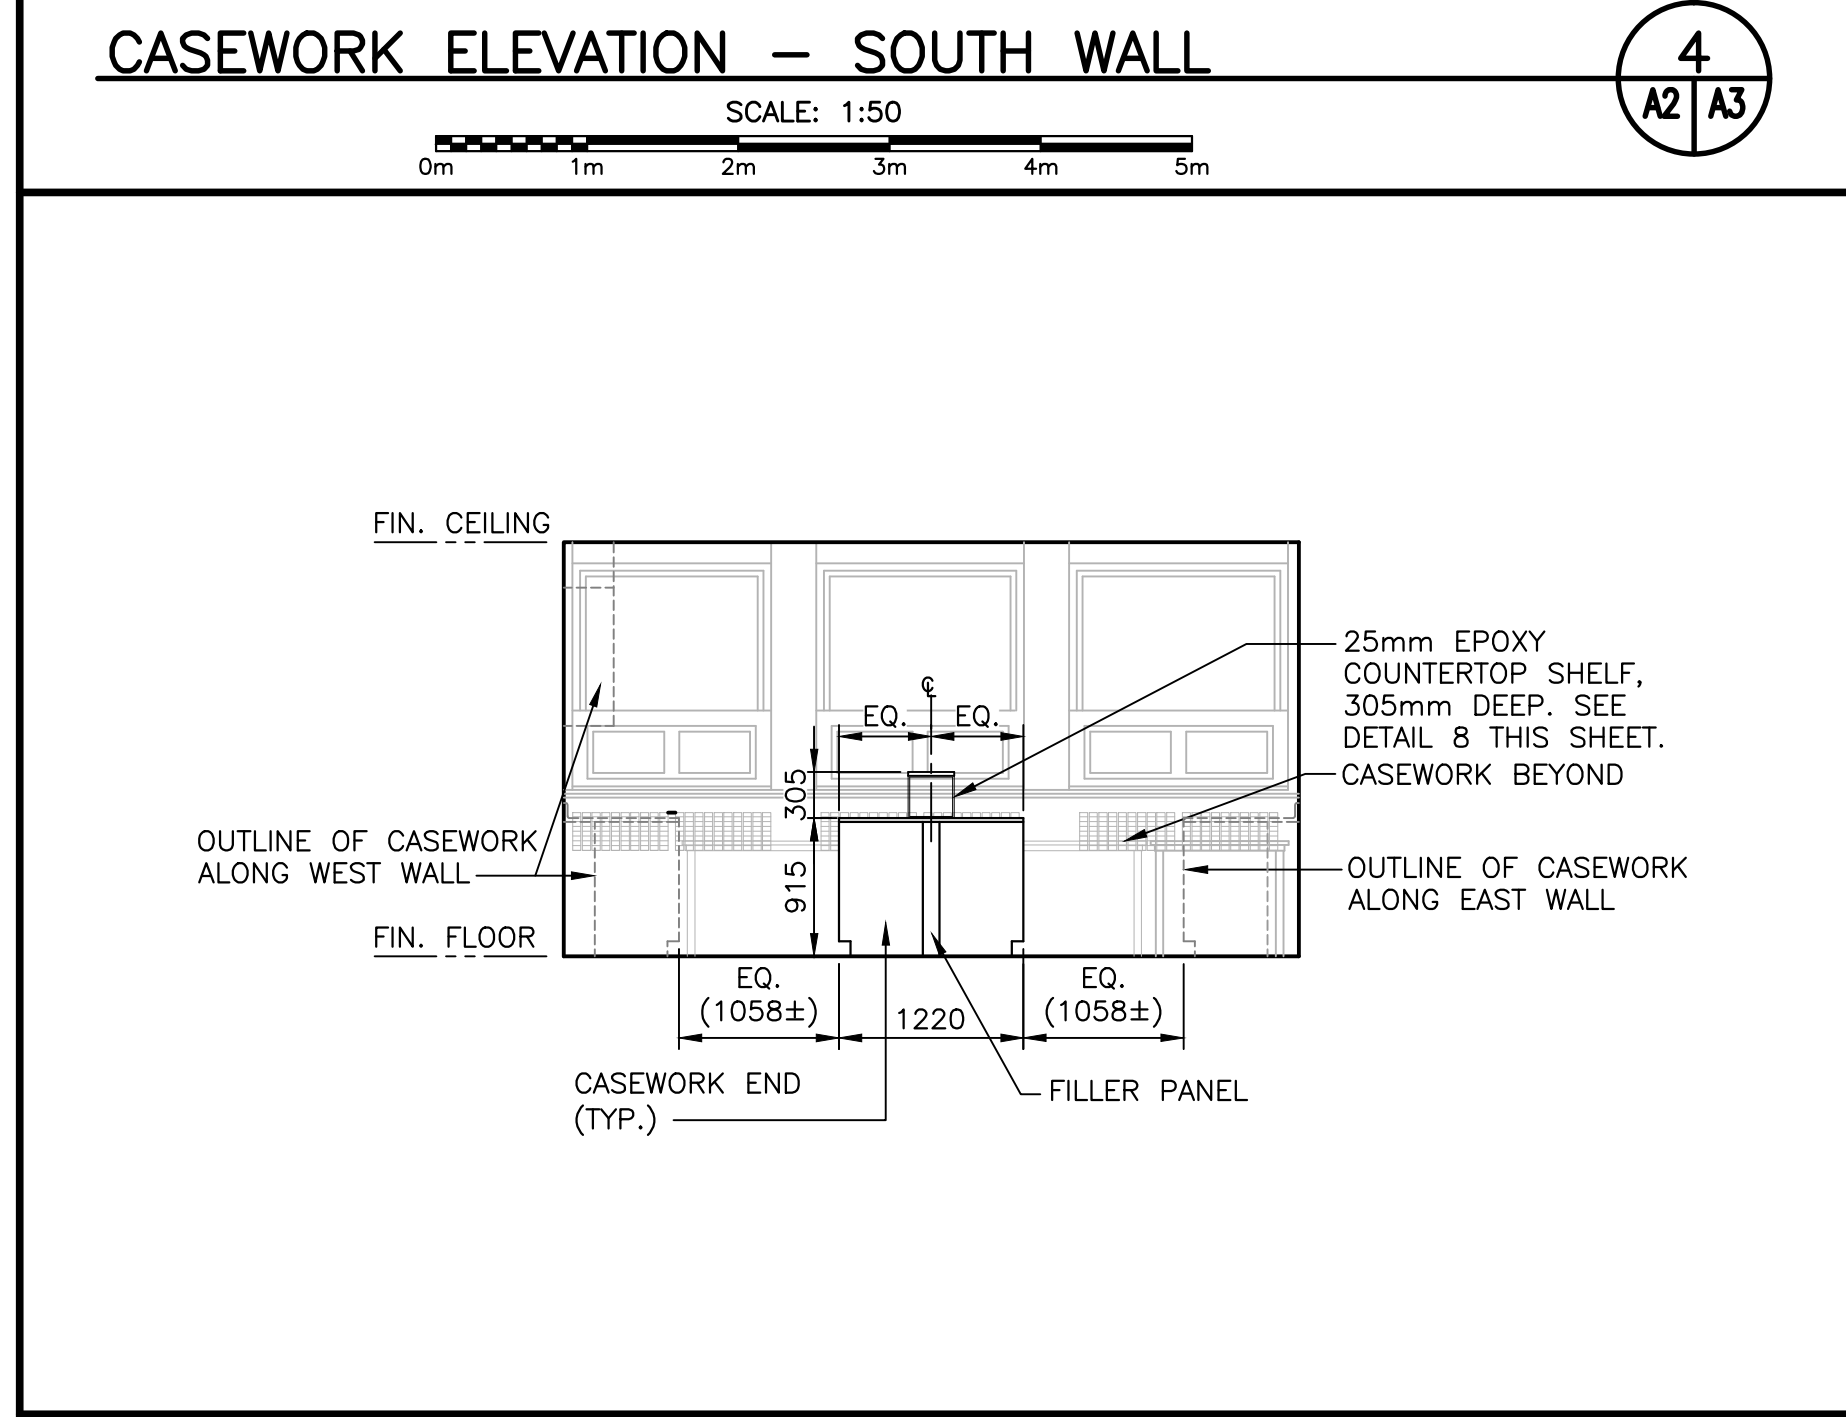 CASEWORK ELEVATION – SOUTH WALL
4
A2 A3
SCALE: 1:50
0m 1m 2m 3m 4m 5m
FIN. CEILING
25mm EPOXY
COUNTERTOP SHELF,
305mm DEEP. SEE
DETAIL 8 THIS SHEET.
CASEWORK BEYOND
℄
EQ. EQ.
305
OUTLINE OF CASEWORK
ALONG WEST WALL
915
OUTLINE OF CASEWORK
ALONG EAST WALL
FIN. FLOOR
EQ.
(1058±)
1220
EQ.
(1058±)
CASEWORK END
(TYP.)
FILLER PANEL